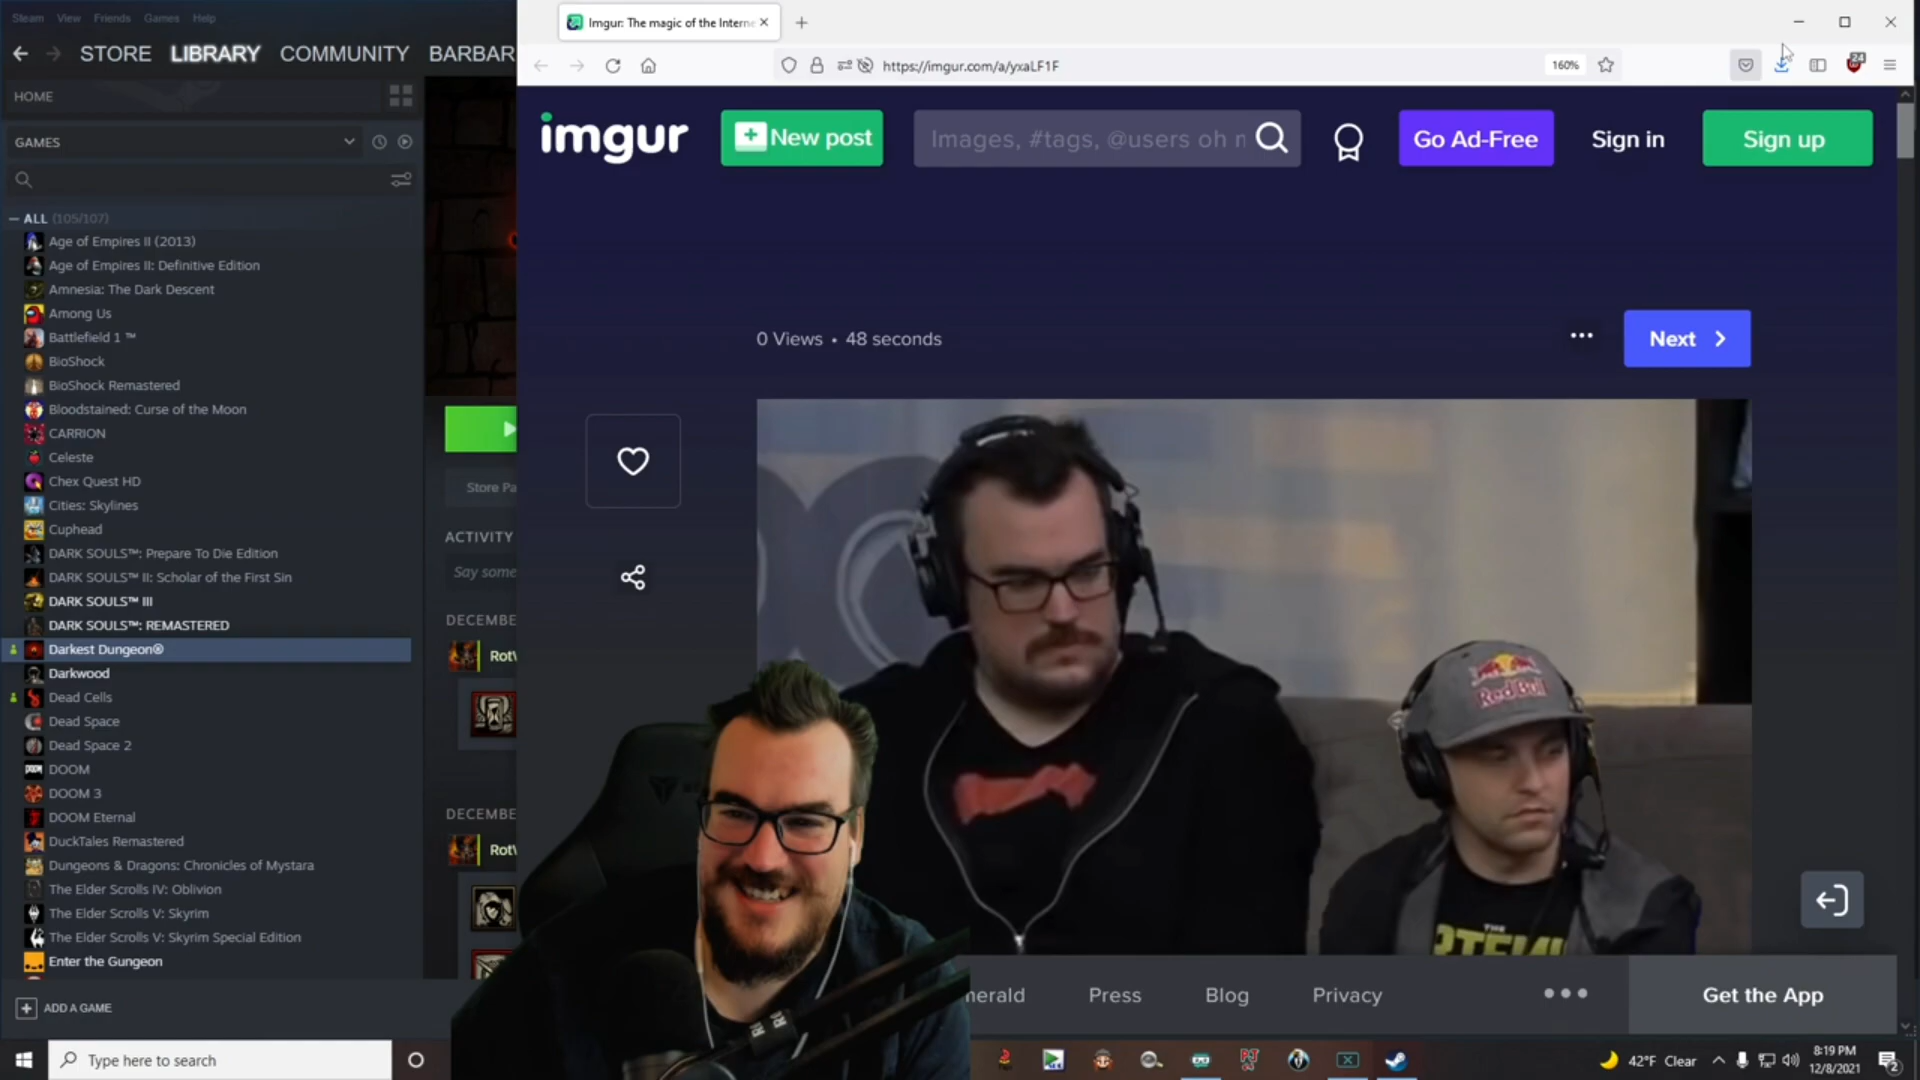 Steam View Friends Games Help
STORE LIBRARY COMMUNITY BARBAR
HOME
GAMES
ALL (105/107)
Age of Empires II (2013)
Age of Empires II: Definitive Edition
Amnesia: The Dark Descent
Among Us
Battlefield 1 ™
BioShock
BioShock Remastered
Bloodstained: Curse of the Moon
CARRION
Celeste
Chex Quest HD
Cities: Skylines
Cuphead
DARK SOULS™: Prepare To Die Edition
DARK SOULS™ II: Scholar of the First Sin
DARK SOULS™ III
DARK SOULS™: REMASTERED
Darkest Dungeon®
Darkwood
Dead Cells
Dead Space
Dead Space 2
DOOM
DOOM 3
DOOM Eternal
DuckTales Remastered
Dungeons & Dragons: Chronicles of Mystara
The Elder Scrolls IV: Oblivion
The Elder Scrolls V: Skyrim
The Elder Scrolls V: Skyrim Special Edition
Enter the Gungeon
ADD A GAME
Store Pa
ACTIVITY
Say some
DECEMBE
Rot
DECEMBE
Rot
Imgur: The magic of the Interne
https://imgur.com/a/yxaLF1F
160%
24
imgur
New post
Images, #tags, @users oh m
Go Ad-Free
Sign in
Sign up
0 Views • 48 seconds
Next
Red Bull
THE
merald Press Blog Privacy
Get the App
Type here to search
42°F Clear
8:19 PM
12/8/2021
2